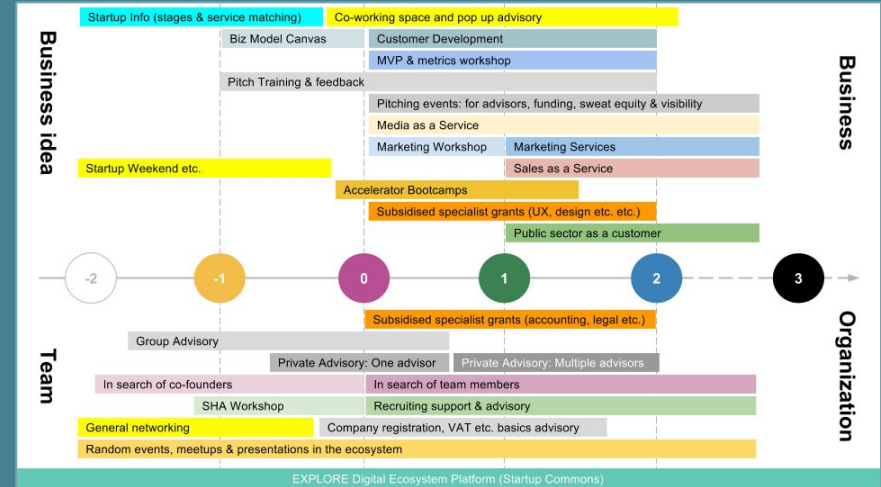 Startup Info (stages & service matching)
Co-working space and pop up advisory
Biz Model Canvas
Customer Development
MVP & metrics workshop
Pitch Training & feedback
Pitching events: for advisors, funding, sweat equity & visibility
Media as a Service
Marketing Workshop
Marketing Services
Startup Weekend etc.
Sales as a Service
Accelerator Bootcamps
Subsidised specialist grants (UX, design etc. etc.)
Public sector as a customer
Business idea
Business
-2
-1
0
1
2
3
Subsidised specialist grants (accounting, legal etc.)
Group Advisory
Private Advisory: One advisor
Private Advisory: Multiple advisors
In search of co-founders
In search of team members
SHA Workshop
Recruiting support & advisory
General networking
Company registration, VAT etc. basics advisory
Random events, meetups & presentations in the ecosystem
Team
Organization
EXPLORE Digital Ecosystem Platform (Startup Commons)